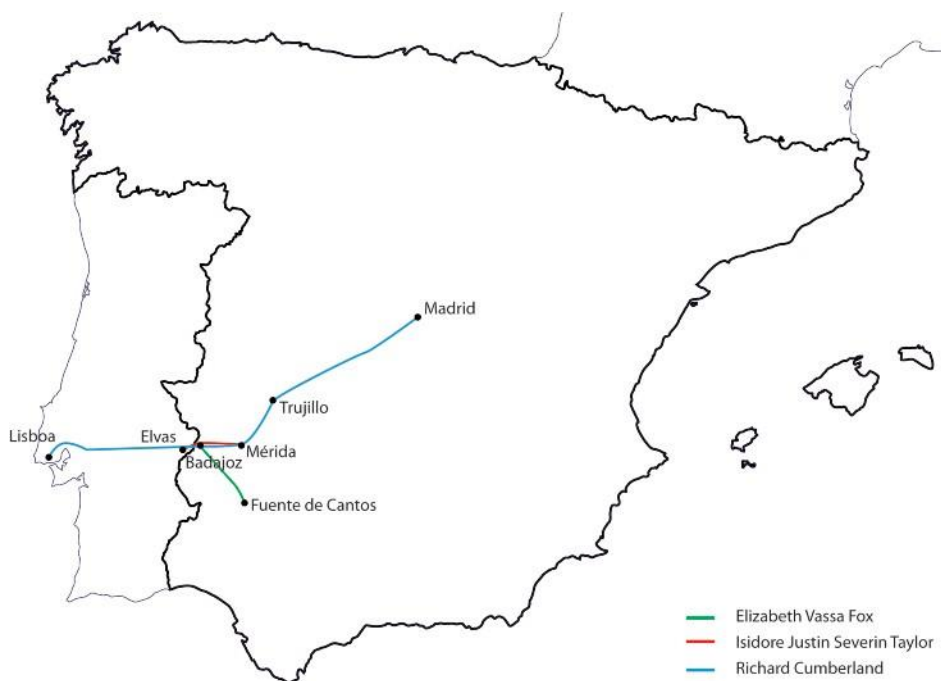 Madrid
Trujillo
Lisboa
Elvas
Mérida
Badajoz
Fuente de Cantos
Elizabeth Vassa Fox
Isidore Justin Severin Taylor
Richard Cumberland